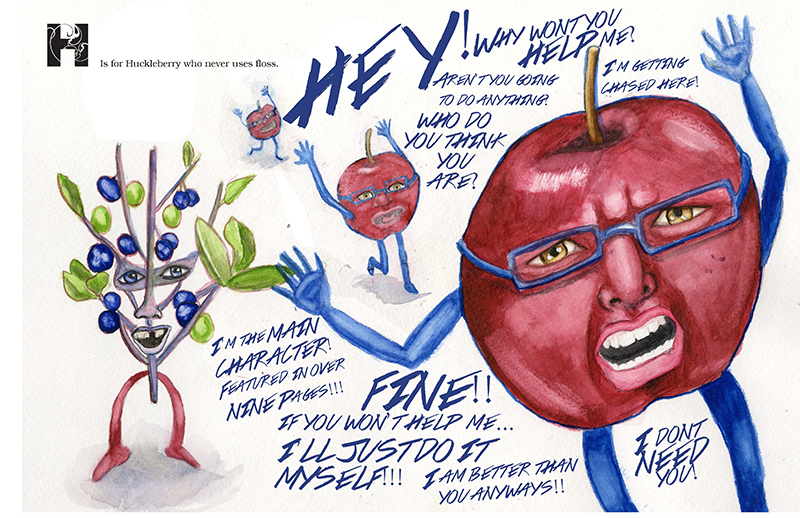 H
Is for Huckleberry who never uses floss.
HEY!
WHY WONT YOU
HELP ME?
AREN'T YOU GOING
TO DO ANYTHING?
WHO DO
YOU THINK
YOU
ARE?
I'M GETTING
CHASED HERE!
I'M THE MAIN
CHARACTER!
FEATURED IN OVER
NINE PAGES!!!
FINE!!
IF YOU WON'T HELP ME...
I LL JUST DO IT
MYSELF!!!
I AM BETTER THAN
YOU ANYWAYS!!
I DONT
NEED
YOU!